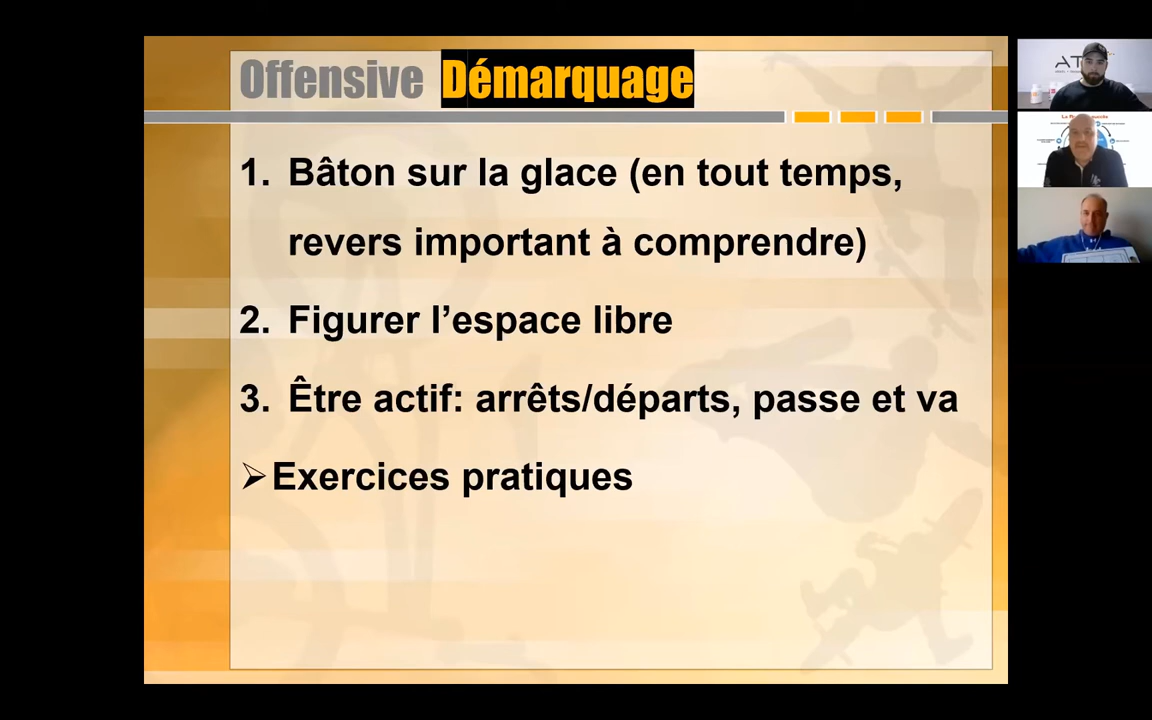 Offensive Démarquage
1. Bâton sur la glace (en tout temps,
revers important à comprendre)
2. Figurer l’espace libre
3. Être actif: arrêts/départs, passe et va
➢ Exercices pratiques